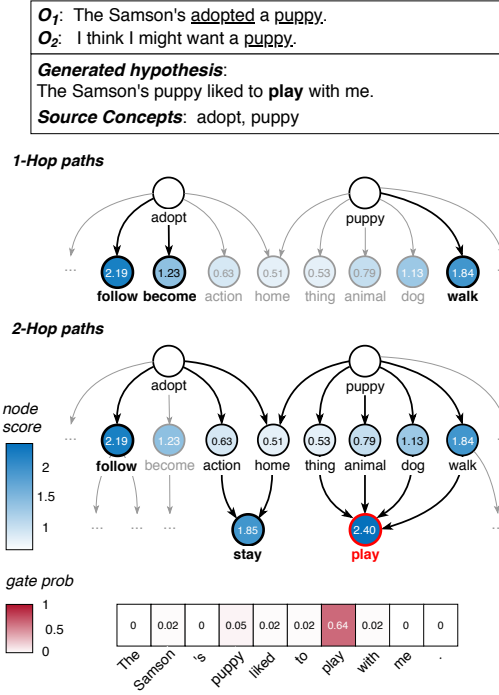 O1: The Samson's adopted a puppy.
O2: I think I might want a puppy.
Generated hypothesis:
The Samson's puppy liked to play with me.
Source Concepts: adopt, puppy
1-Hop paths
adopt puppy
... 2.19 1.23 0.63 0.51 0.53 0.79 1.13 1.84 ...
follow become action home thing animal dog walk
2-Hop paths
adopt puppy
node
score
2
1.5
1
... 2.19 1.23 0.63 0.51 0.53 0.79 1.13 1.84 ...
follow become action home thing animal dog walk
... ... ... 1.85 2.40 ...
stay play
gate prob
1
0.5
0
0 0.02 0 0.05 0.02 0.02 0.64 0.02 0 0
The Samson 's puppy liked to play with me .